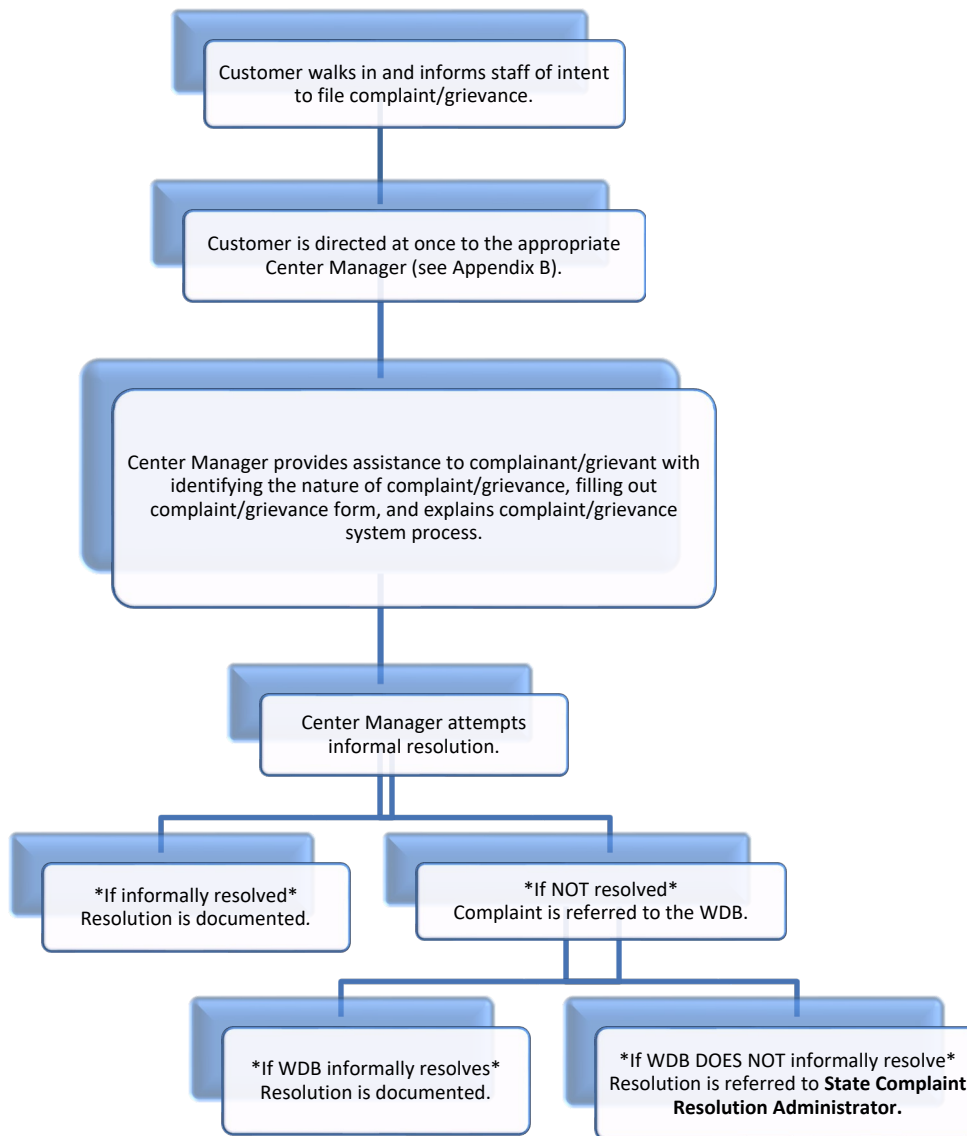 Customer walks in and informs staff of intent
to file complaint/grievance.
Customer is directed at once to the appropriate
Center Manager (see Appendix B).
Center Manager provides assistance to complainant/grievant with
identifying the nature of complaint/grievance, filling out
complaint/grievance form, and explains complaint/grievance
system process.
Center Manager attempts
informal resolution.
*If informally resolved*
Resolution is documented.
*If NOT resolved*
Complaint is referred to the WDB.
*If WDB informally resolves*
Resolution is documented.
*If WDB DOES NOT informally resolve*
Resolution is referred to State Complaint
Resolution Administrator.